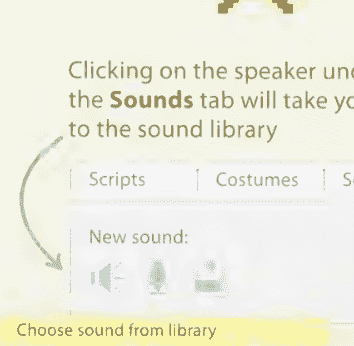 Clicking on the speaker
the Sounds tab will take
to the sound library
Scripts Costumes
New sound:
Choose sound from library